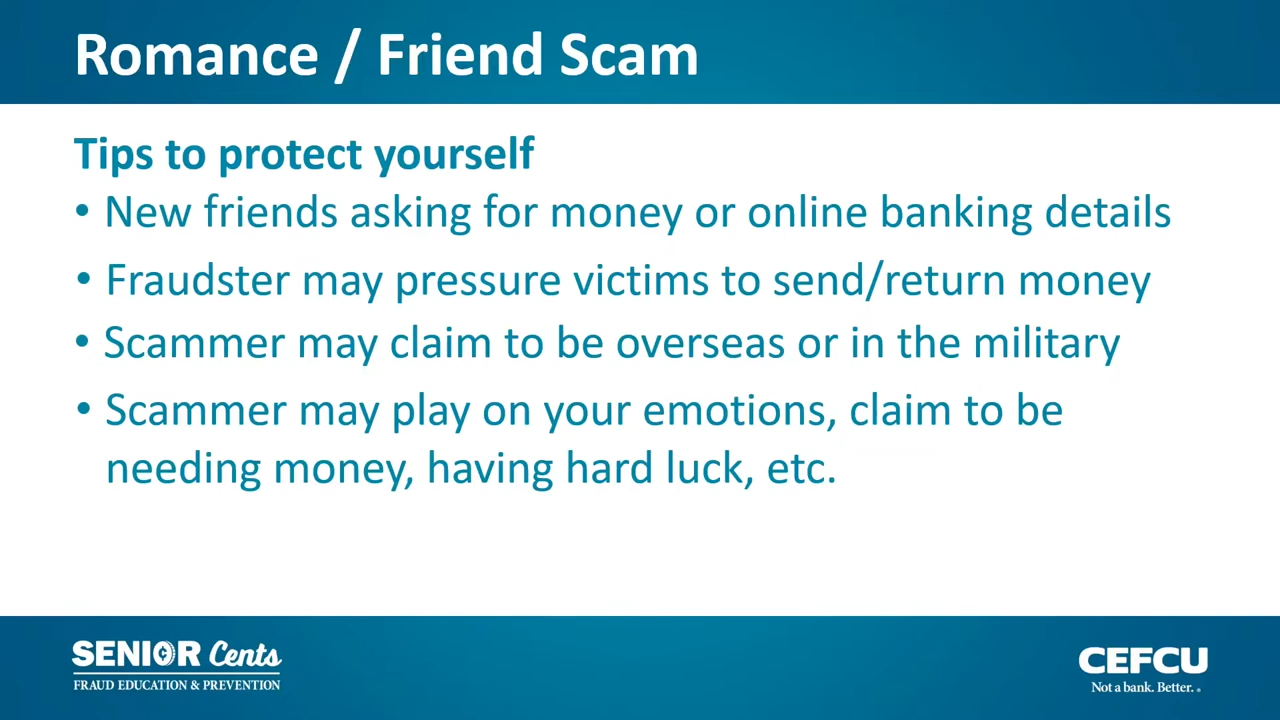 Romance / Friend Scam
Tips to protect yourself
• New friends asking for money or online banking details
• Fraudster may pressure victims to send/return money
• Scammer may claim to be overseas or in the military
• Scammer may play on your emotions, claim to be
needing money, having hard luck, etc.
SENIOR Cents
FRAUD EDUCATION & PREVENTION
CEFCU
Not a bank. Better.®